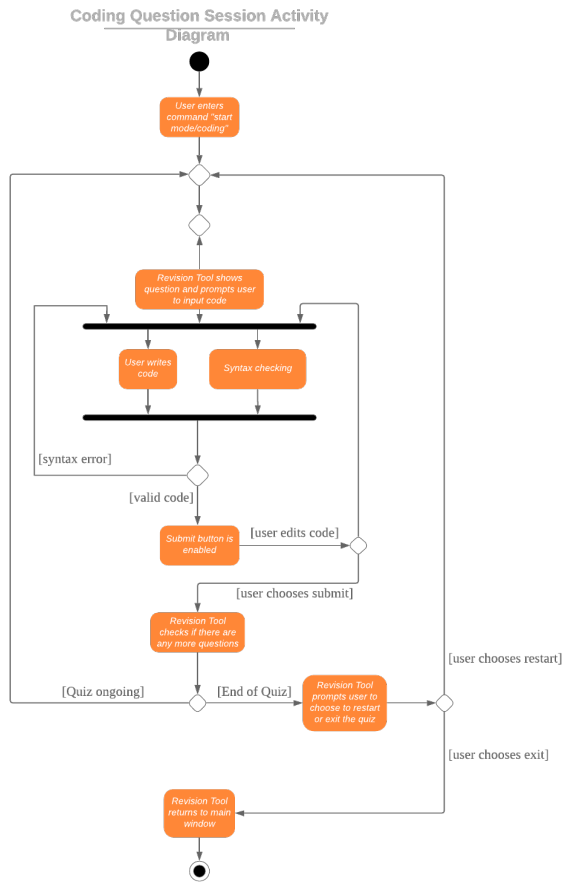 Coding Question Session Activity
Diagram
User enters
command "start
mode/coding"
Revision Tool shows
question and prompts user
to input code
User writes
code
Syntax checking
[syntax error]
[valid code]
Submit button is
enabled
[user edits code]
[user chooses submit]
Revision Tool
checks if there are
any more questions
[Quiz ongoing]
[End of Quiz]
Revision Tool
prompts user to
choose to restart
or exit the quiz
[user chooses restart]
[user chooses exit]
Revision Tool
returns to main
window